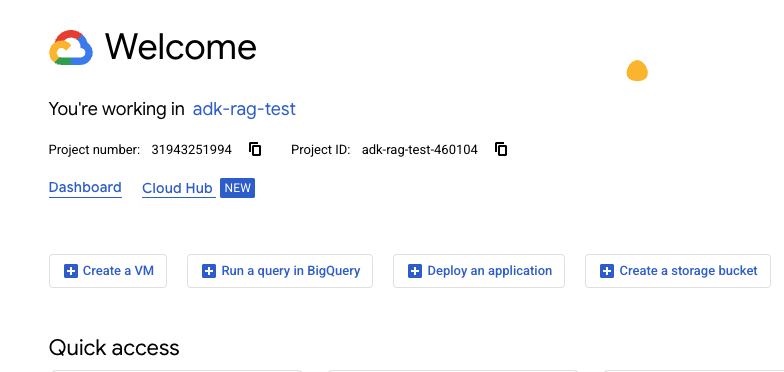 Welcome
You're working in adk-rag-test
Project number: 31943251994 Project ID: adk-rag-test-460104
Dashboard Cloud Hub NEW
Create a VM Run a query in BigQuery Deploy an application Create a storage bucket
Quick access